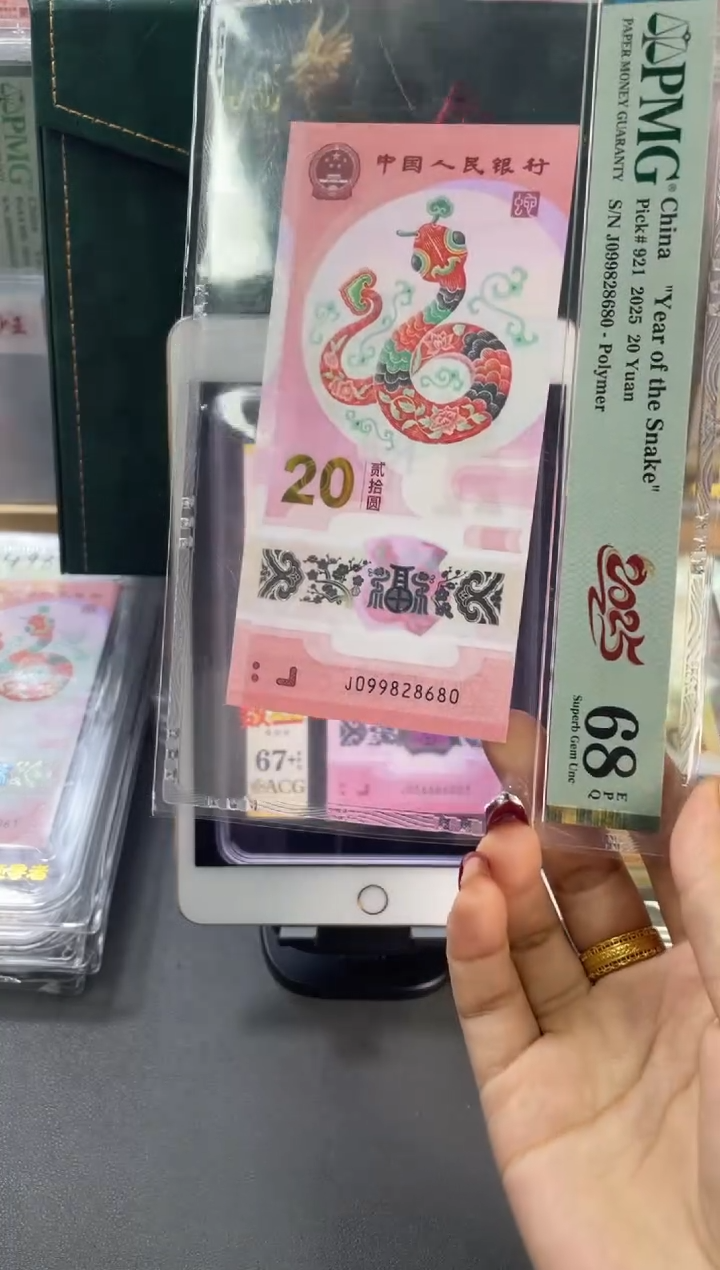 中国人民银行
蛇
20
贰拾圆
福
J099828680
PMG®
PAPER MONEY GUARANTY
China "Year of the Snake"
Pick# 921 2025 20 Yuan
S/N J099828680 - Polymer
2025
68 EPQ
Superb Gem Unc
67
ACG
PMG